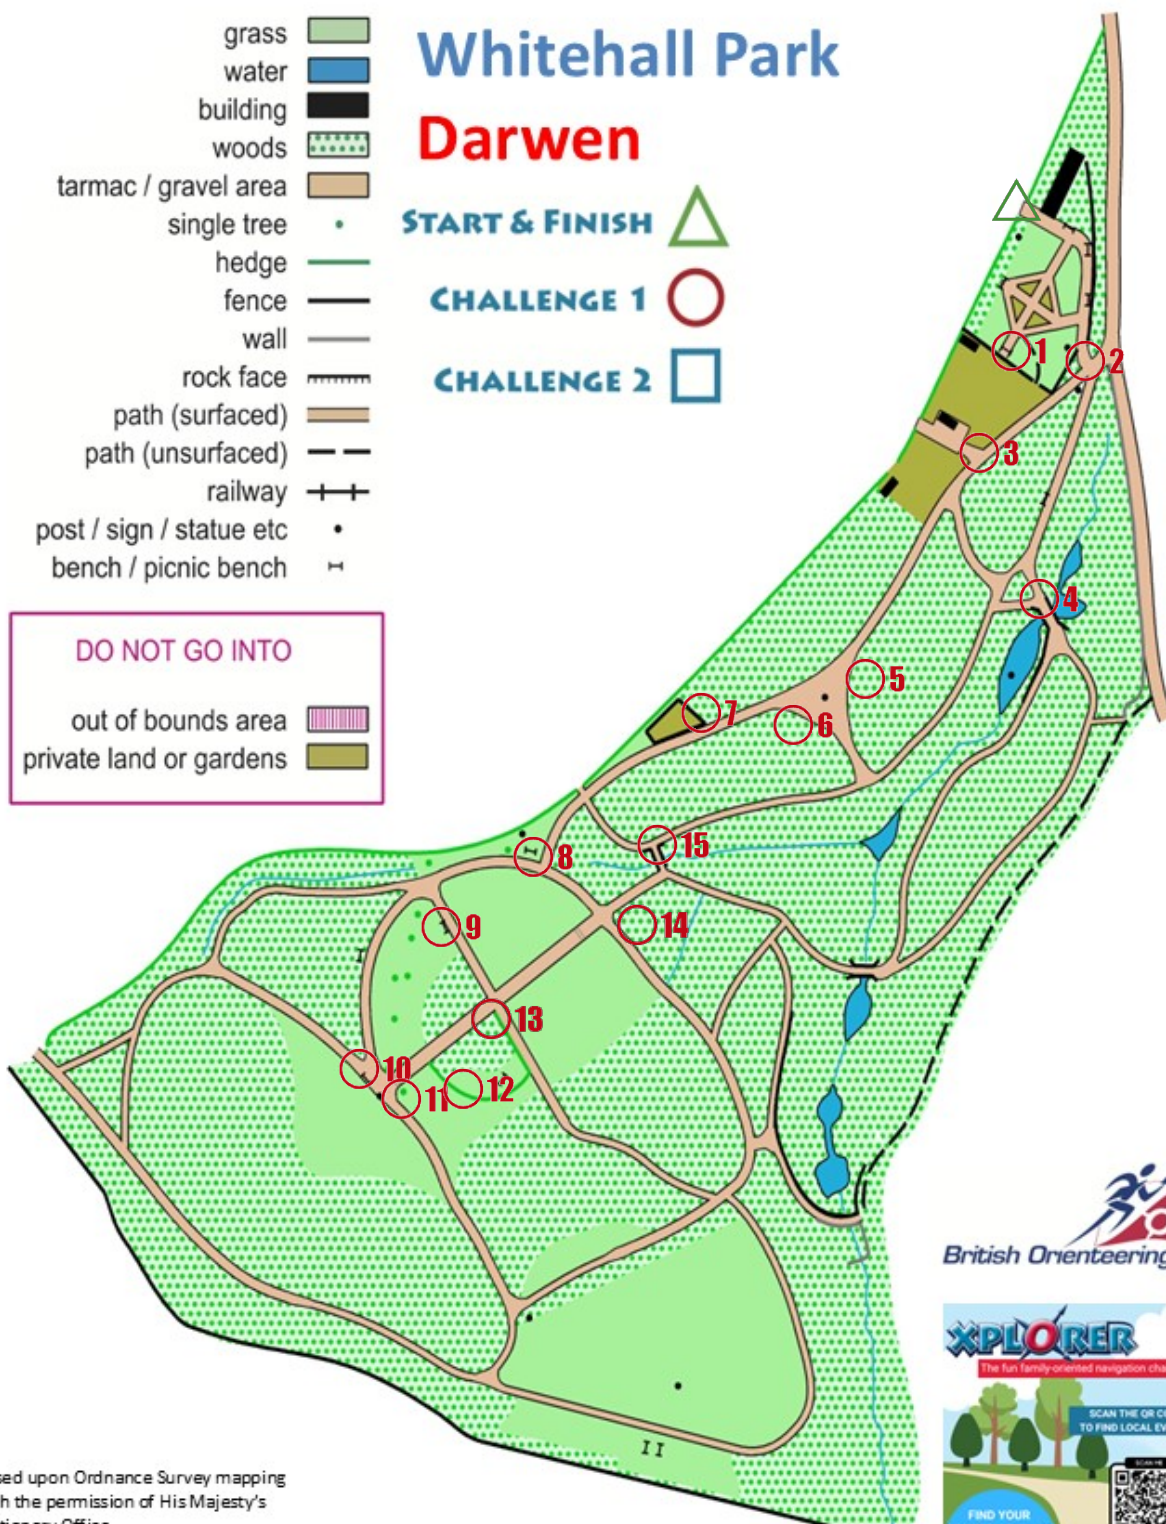 grass
water
building
woods
tarmac / gravel area
single tree
hedge
fence
wall
rock face
path (surfaced)
path (unsurfaced)
railway
post / sign / statue etc
bench / picnic bench
DO NOT GO INTO
out of bounds area
private land or gardens
Whitehall Park
Darwen
START & FINISH
CHALLENGE 1
CHALLENGE 2
1
2
3
4
5
6
7
8
15
9
14
13
10
11
12
British Orienteering
XPLORER
The fun family-oriented navigation cha
SCAN THE QR C
TO FIND LOCAL EV
SCAN ME
FIND YOUR
sed upon Ordnance Survey mapping
h the permission of His Majesty's